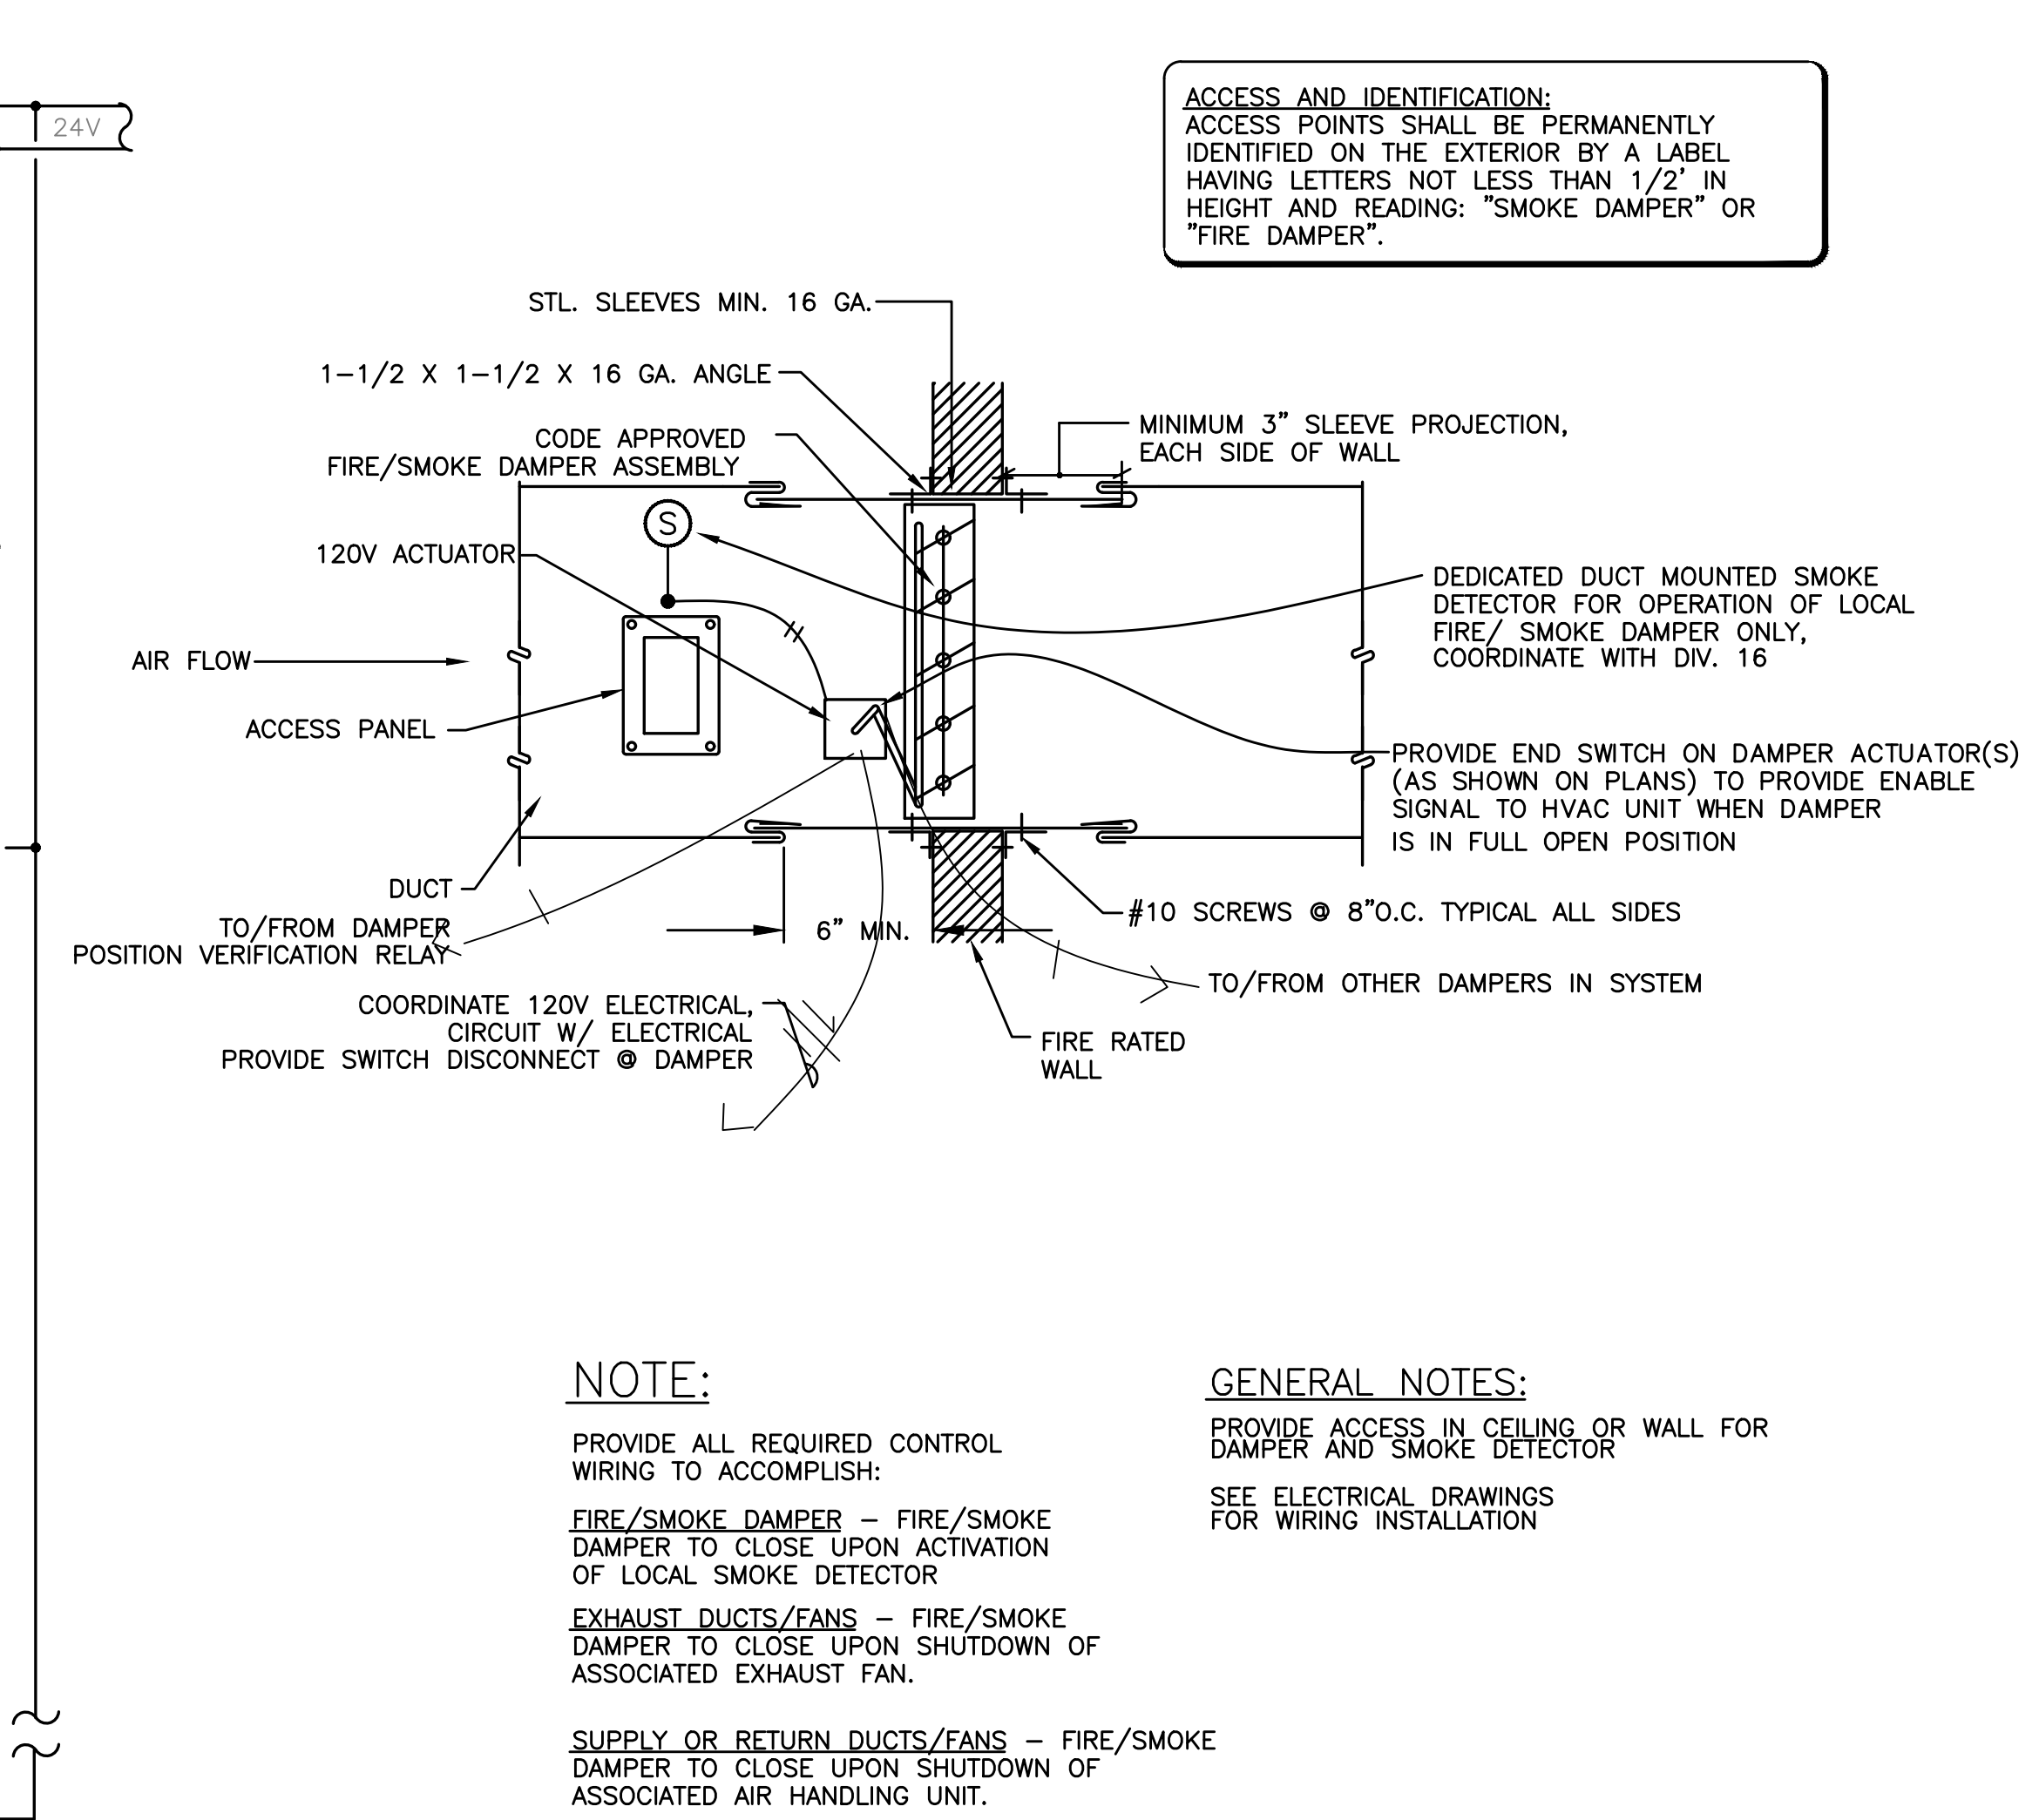 24V
ACCESS AND IDENTIFICATION:
ACCESS POINTS SHALL BE PERMANENTLY
IDENTIFIED ON THE EXTERIOR BY A LABEL
HAVING LETTERS NOT LESS THAN 1/2' IN
HEIGHT AND READING: "SMOKE DAMPER" OR
"FIRE DAMPER".
STL. SLEEVES MIN. 16 GA.
1-1/2 X 1-1/2 X 16 GA. ANGLE
CODE APPROVED
FIRE/SMOKE DAMPER ASSEMBLY
MINIMUM 3" SLEEVE PROJECTION,
EACH SIDE OF WALL
S
120V ACTUATOR
DEDICATED DUCT MOUNTED SMOKE
DETECTOR FOR OPERATION OF LOCAL
FIRE/ SMOKE DAMPER ONLY,
COORDINATE WITH DIV. 16
AIR FLOW
ACCESS PANEL
PROVIDE END SWITCH ON DAMPER ACTUATOR(S)
(AS SHOWN ON PLANS) TO PROVIDE ENABLE
SIGNAL TO HVAC UNIT WHEN DAMPER
IS IN FULL OPEN POSITION
DUCT
TO/FROM DAMPER
POSITION VERIFICATION RELAY
6" MIN.
#10 SCREWS @ 8"O.C. TYPICAL ALL SIDES
TO/FROM OTHER DAMPERS IN SYSTEM
COORDINATE 120V ELECTRICAL,
CIRCUIT W/ ELECTRICAL
PROVIDE SWITCH DISCONNECT @ DAMPER
FIRE RATED
WALL
NOTE:
PROVIDE ALL REQUIRED CONTROL
WIRING TO ACCOMPLISH:
FIRE/SMOKE DAMPER - FIRE/SMOKE
DAMPER TO CLOSE UPON ACTIVATION
OF LOCAL SMOKE DETECTOR
EXHAUST DUCTS/FANS - FIRE/SMOKE
DAMPER TO CLOSE UPON SHUTDOWN OF
ASSOCIATED EXHAUST FAN.
SUPPLY OR RETURN DUCTS/FANS - FIRE/SMOKE
DAMPER TO CLOSE UPON SHUTDOWN OF
ASSOCIATED AIR HANDLING UNIT.
GENERAL NOTES:
PROVIDE ACCESS IN CEILING OR WALL FOR
DAMPER AND SMOKE DETECTOR
SEE ELECTRICAL DRAWINGS
FOR WIRING INSTALLATION